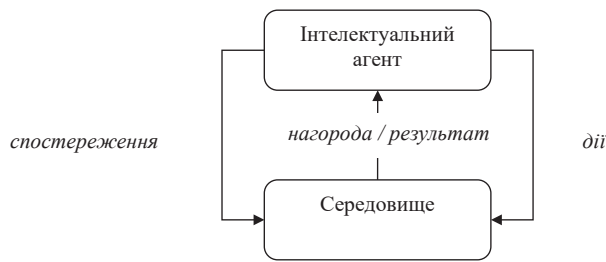 Інтелектуальний
агент
спостереження
нагорода / результат
дії
Середовище